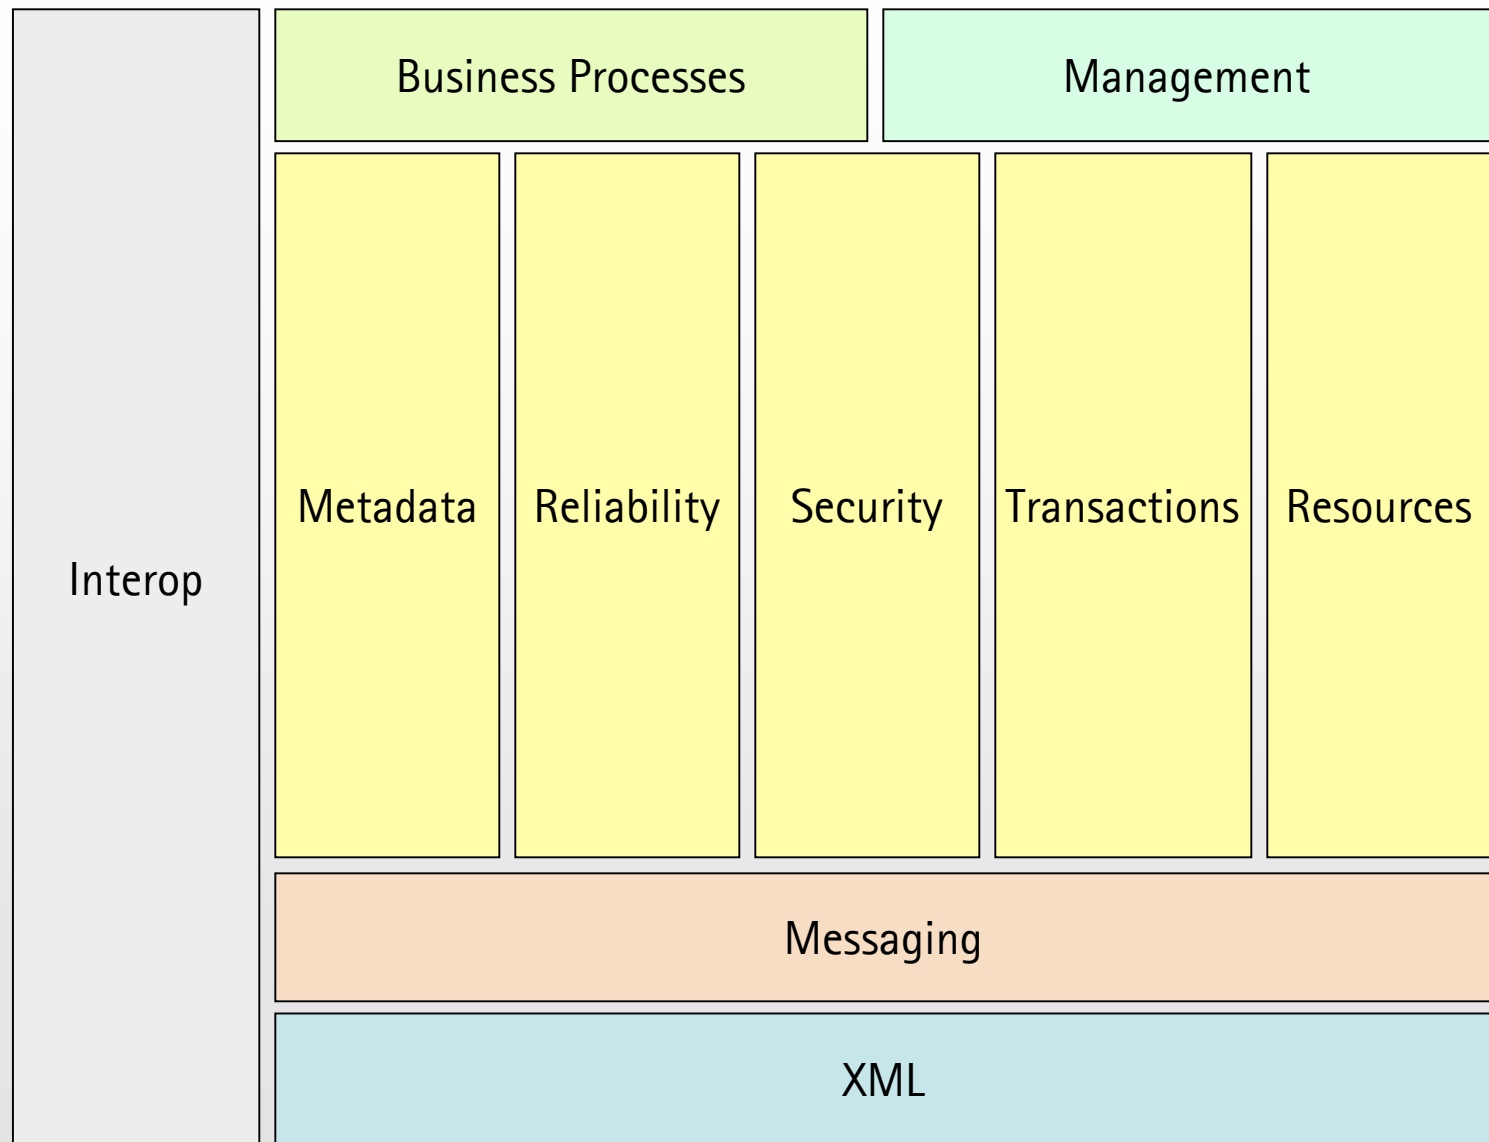 Business Processes
Management
Metadata
Reliability
Security
Transactions
Resources
Interop
Messaging
XML